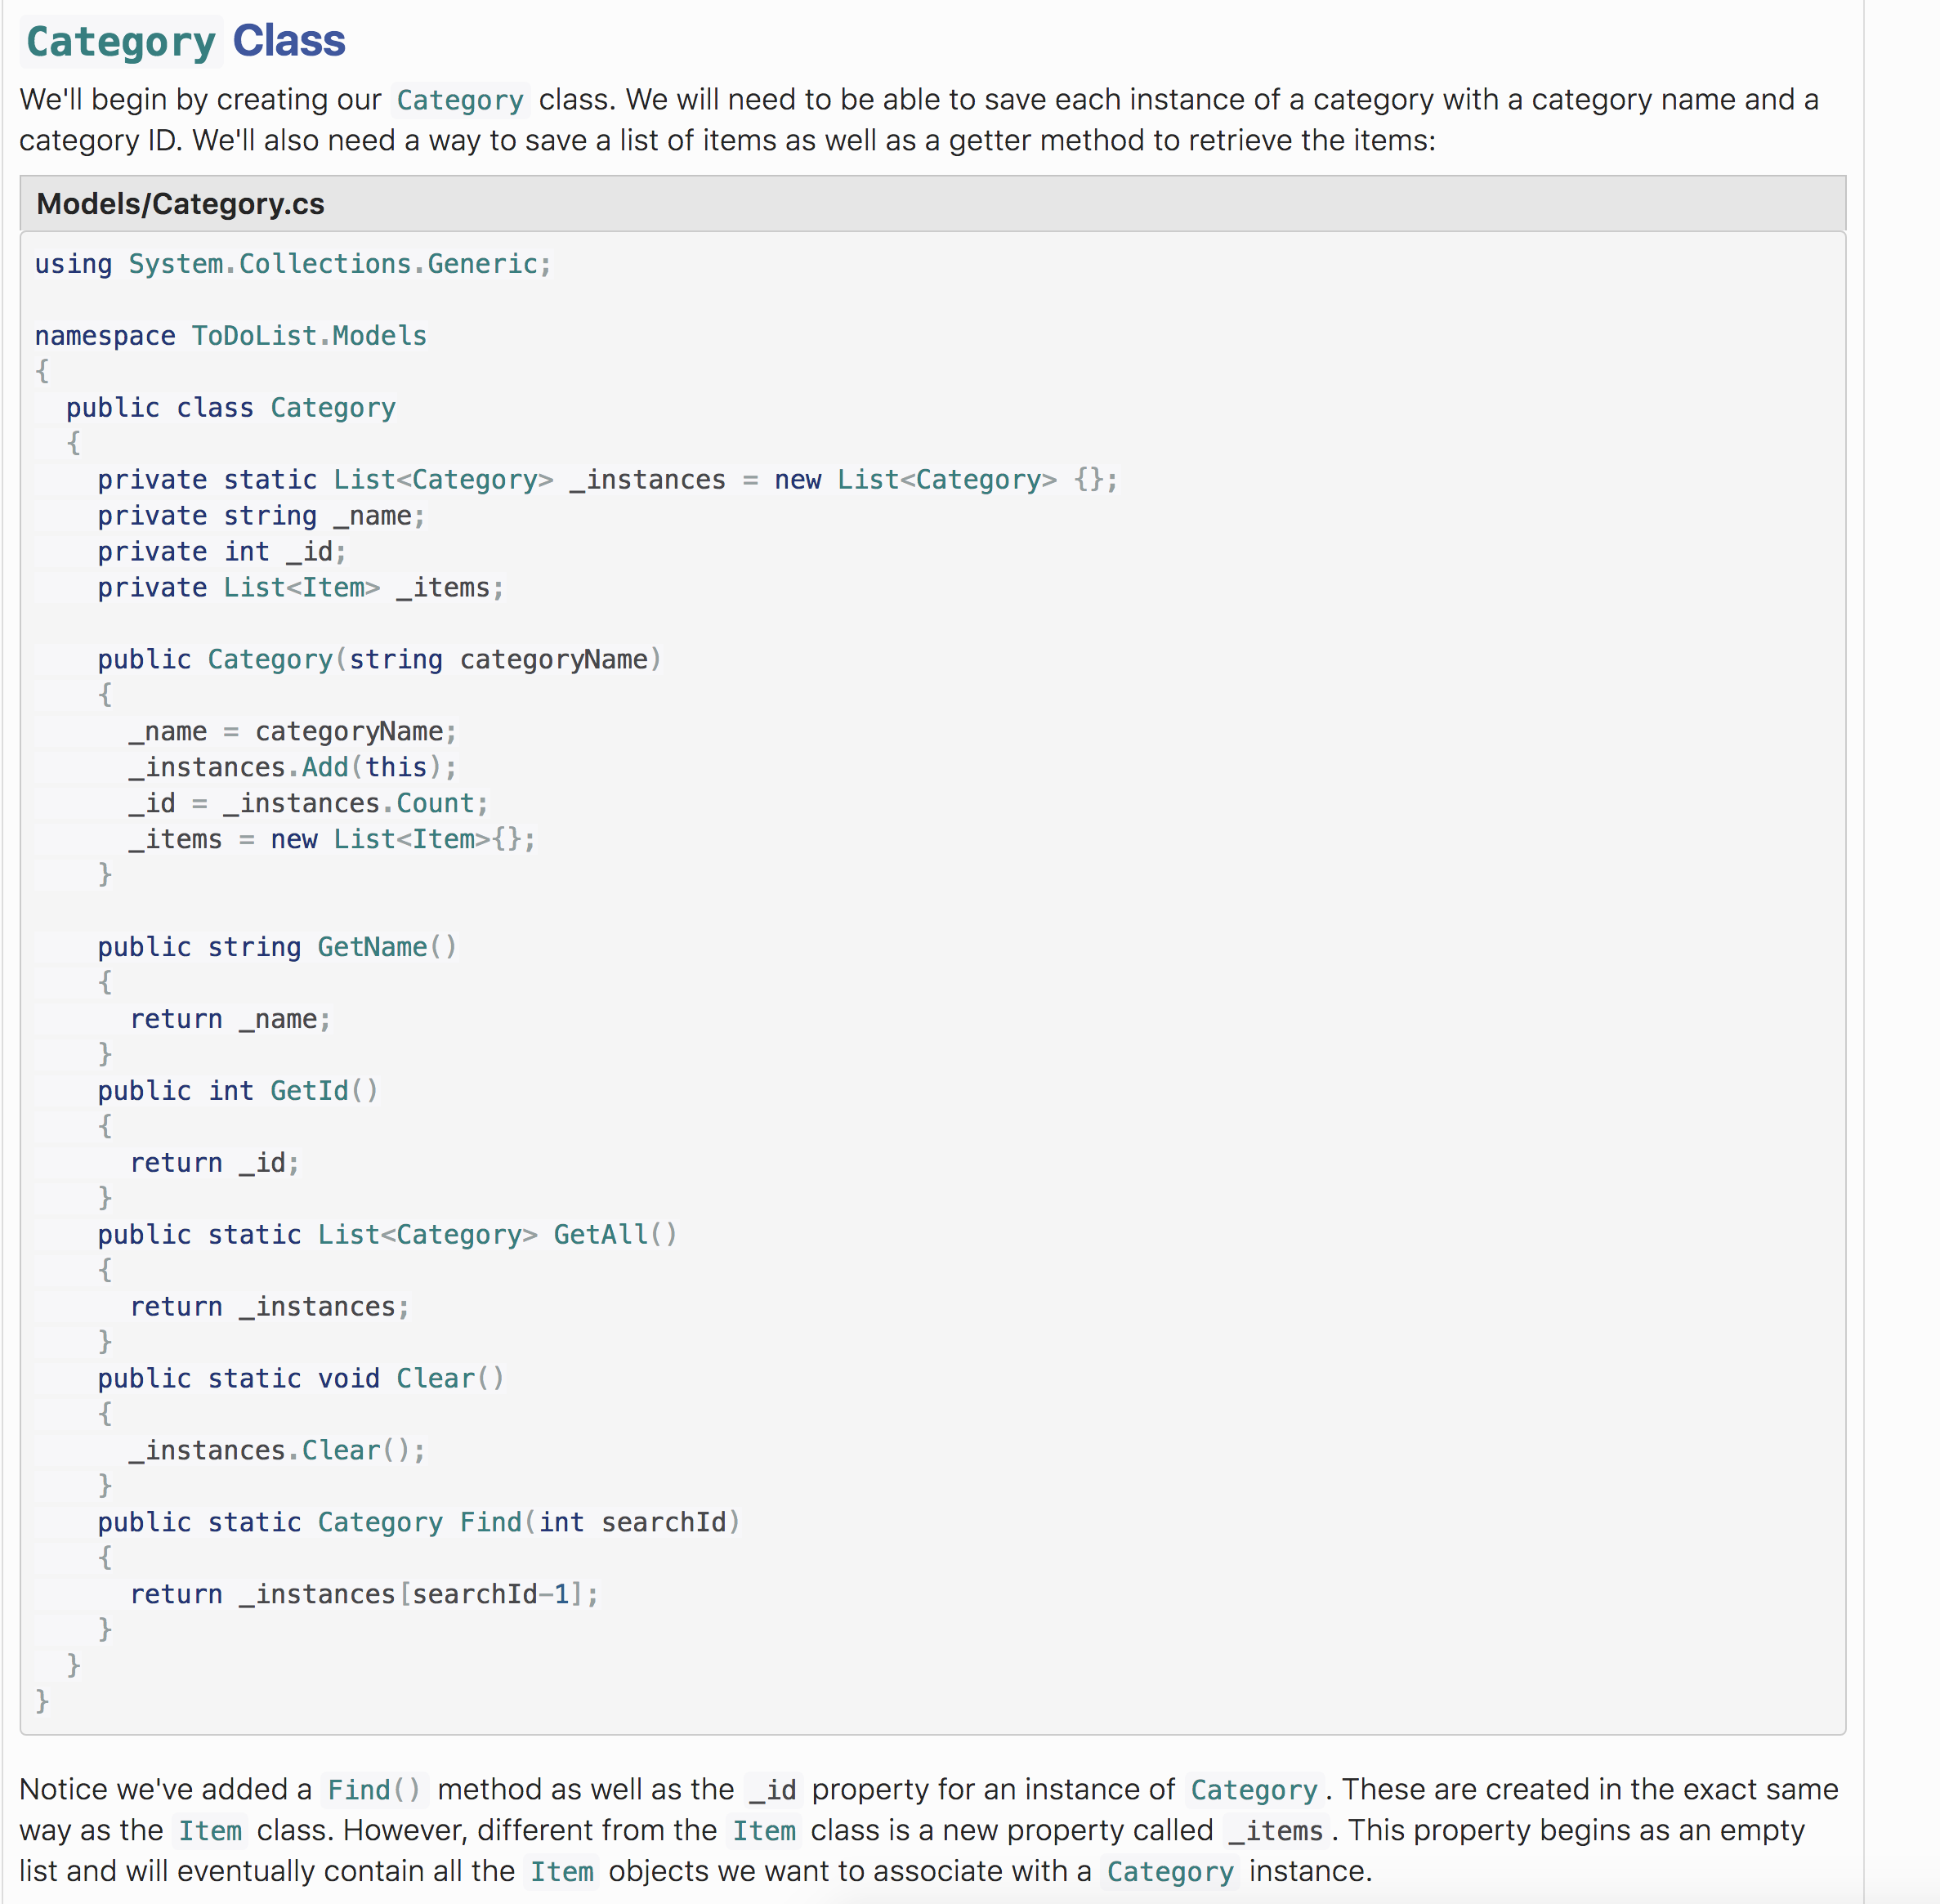 Category Class
We'll begin by creating our Category class. We will need to be able to save each instance of a category with a category name and a
category ID. We'll also need a way to save a list of items as well as a getter method to retrieve the items:
Models/Category.cs
using System.Collections.Generic;

namespace ToDoList.Models
{
  public class Category
  {
    private static List<Category> _instances = new List<Category> {};
    private string _name;
    private int _id;
    private List<Item> _items;

    public Category(string categoryName)
    {
      _name = categoryName;
      _instances.Add(this);
      _id = _instances.Count;
      _items = new List<Item>{};
    }

    public string GetName()
    {
      return _name;
    }
    public int GetId()
    {
      return _id;
    }
    public static List<Category> GetAll()
    {
      return _instances;
    }
    public static void Clear()
    {
      _instances.Clear();
    }
    public static Category Find(int searchId)
    {
      return _instances[searchId-1];
    }
  }
}
Notice we've added a Find() method as well as the _id property for an instance of Category. These are created in the exact same
way as the Item class. However, different from the Item class is a new property called _items. This property begins as an empty
list and will eventually contain all the Item objects we want to associate with a Category instance.